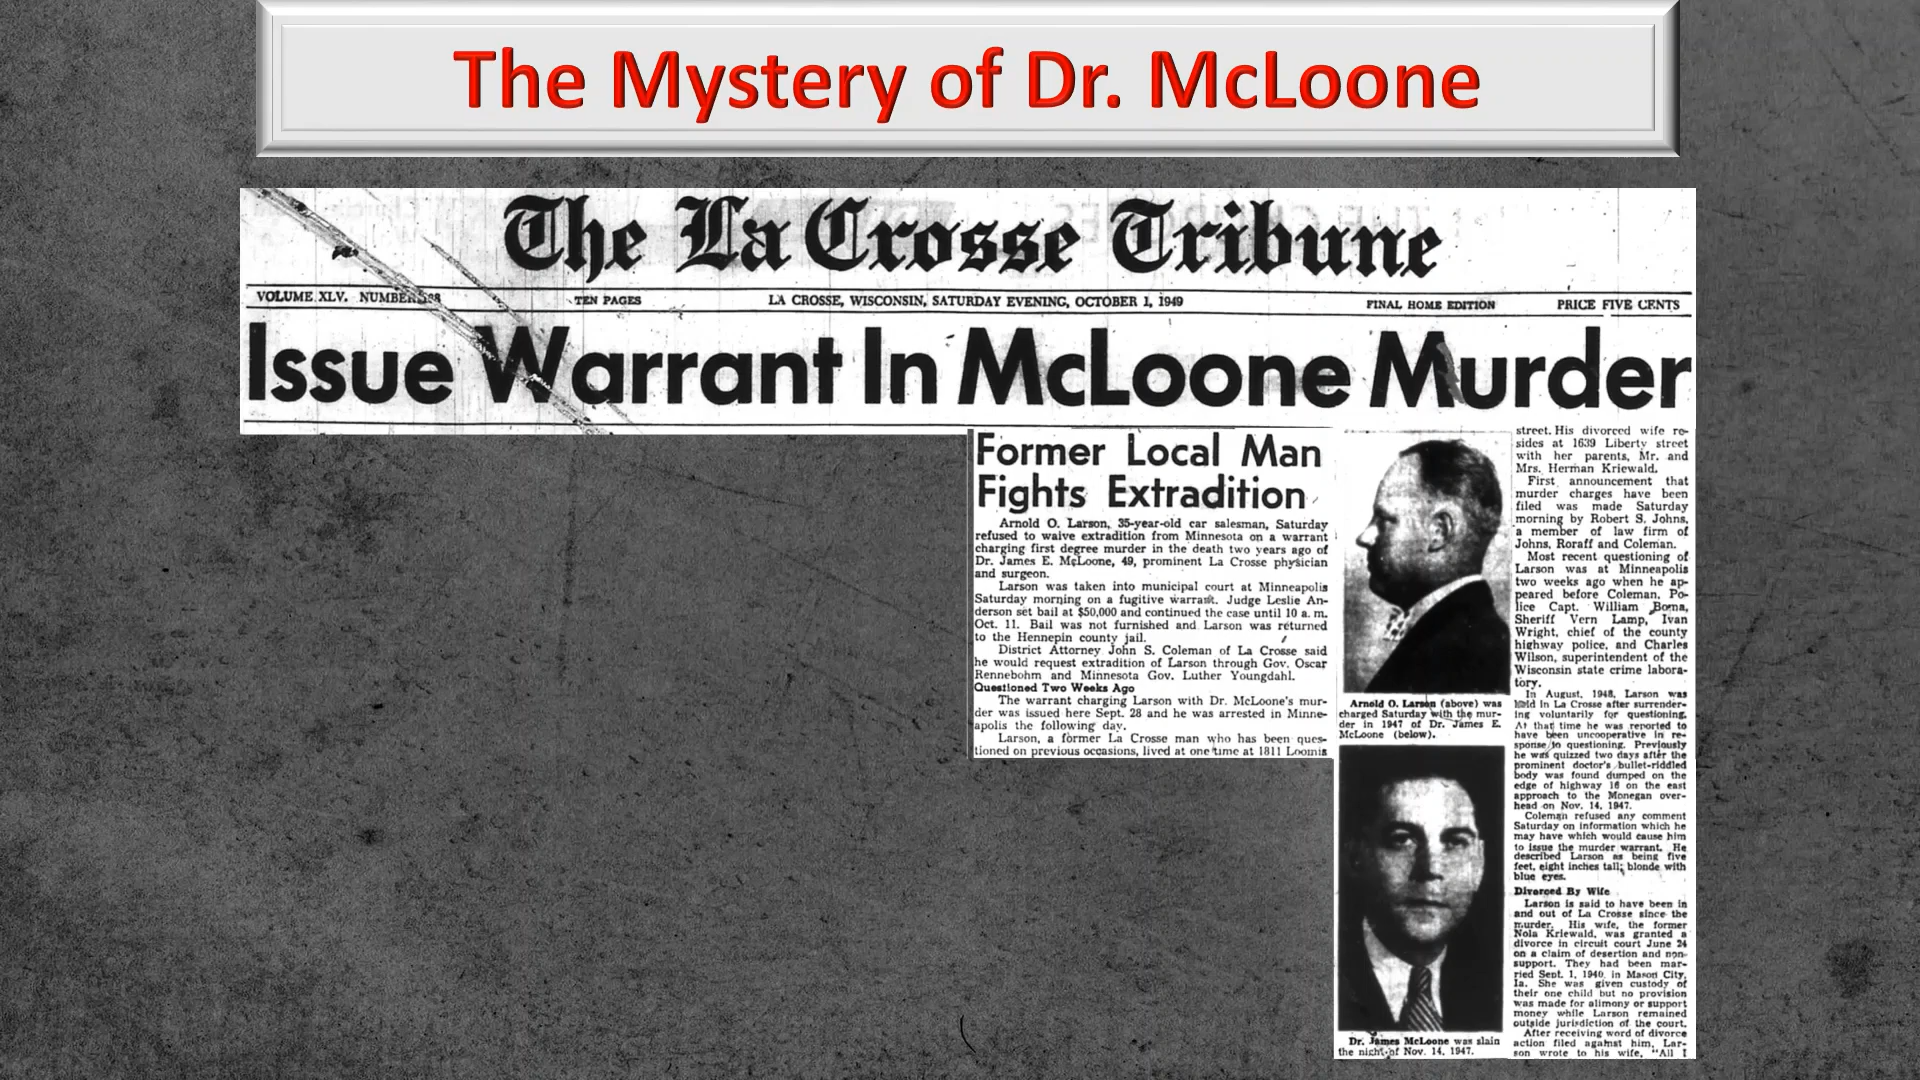 The Mystery of Dr. McLoone
The La Crosse Tribune
VOLUME XLV. NUMBER
TEN PAGES
LA CROSSE, WISCONSIN, SATURDAY EVENING, OCTOBER 1, 1949
FINAL HOME EDITION
PRICE FIVE CENTS
Issue Warrant In McLoone Murder
Former Local Man
Fights Extradition
Arnold O. Larson, 35-year-old car salesman, Saturday
refused to waive extradition from Minnesota on a warrant
charging first degree murder in the death two years ago of
Dr. James E. McLoone, 49, prominent La Crosse physician
and surgeon.
Larson was taken into municipal court at Minneapolis
Saturday morning on a fugitive warrant. Judge Leslie An-
derson set bail at $50,000 and continued the case until 10 a. m.
Oct. 11. Bail was not furnished and Larson was returned
to the Hennepin county jail.
District Attorney John S. Coleman of La Crosse said
he would request extradition of Larson through Gov. Oscar
Rennebohm and Minnesota Gov. Luther Youngdahl.
Questioned Two Weeks Ago
The warrant charging Larson with Dr. McLoone's mur-
der was issued here Sept. 28 and he was arrested in Minne-
apolis the following day.
Larson, a former La Crosse man who has been ques-
tioned on previous occasions, lived at one time at 1811 Loomis
Arnold O. Larson (above) was
charged Saturday with the mur-
der in 1947 of Dr. James E.
McLoone (below).
Dr. James McLoone was slain
the night of Nov. 14, 1947.
street. His divorced wife re-
sides at 1639 Liberty street
with her parents, Mr. and
Mrs. Herman Kriewald.
First announcement that
murder charges have been
filed was made Saturday
morning by Robert S. Johns,
a member of law firm of
Johns, Roraff and Coleman.
Most recent questioning of
Larson was at Minneapolis
two weeks ago when he ap-
peared before Coleman, Po-
lice Capt. William Boma,
Sheriff Vern Lamp, Ivan
Wright, chief of the county
highway police, and Charles
Wilson, superintendent of the
Wisconsin state crime labora-
tory.
In August, 1948, Larson was
held in La Crosse after surrender-
ing voluntarily for questioning.
At that time he was reported to
have been uncooperative in re-
sponse to questioning. Previously
he was quizzed two days after the
prominent doctor's bullet-riddled
body was found dumped on the
edge of highway 16 on the east
approach to the Monegan over-
head on Nov. 14, 1947.
Coleman refused any comment
Saturday on information which he
may have which would cause him
to issue the murder warrant. He
described Larson as being five
feet, eight inches tall; blonde with
blue eyes.
Divorced By Wife
Larson is said to have been in
and out of La Crosse since the
murder. His wife, the former
Nola Kriewald, was granted a
divorce in circuit court June 24
on a claim of desertion and non-
support. They had been mar-
ried Sept. 1, 1940, in Mason City,
Ia. She was given custody of
their one child but no provision
was made for alimony or support
money while Larson remained
outside jurisdiction of the court.
After receiving word of divorce
action filed against him, Lar-
son wrote to his wife, "All I